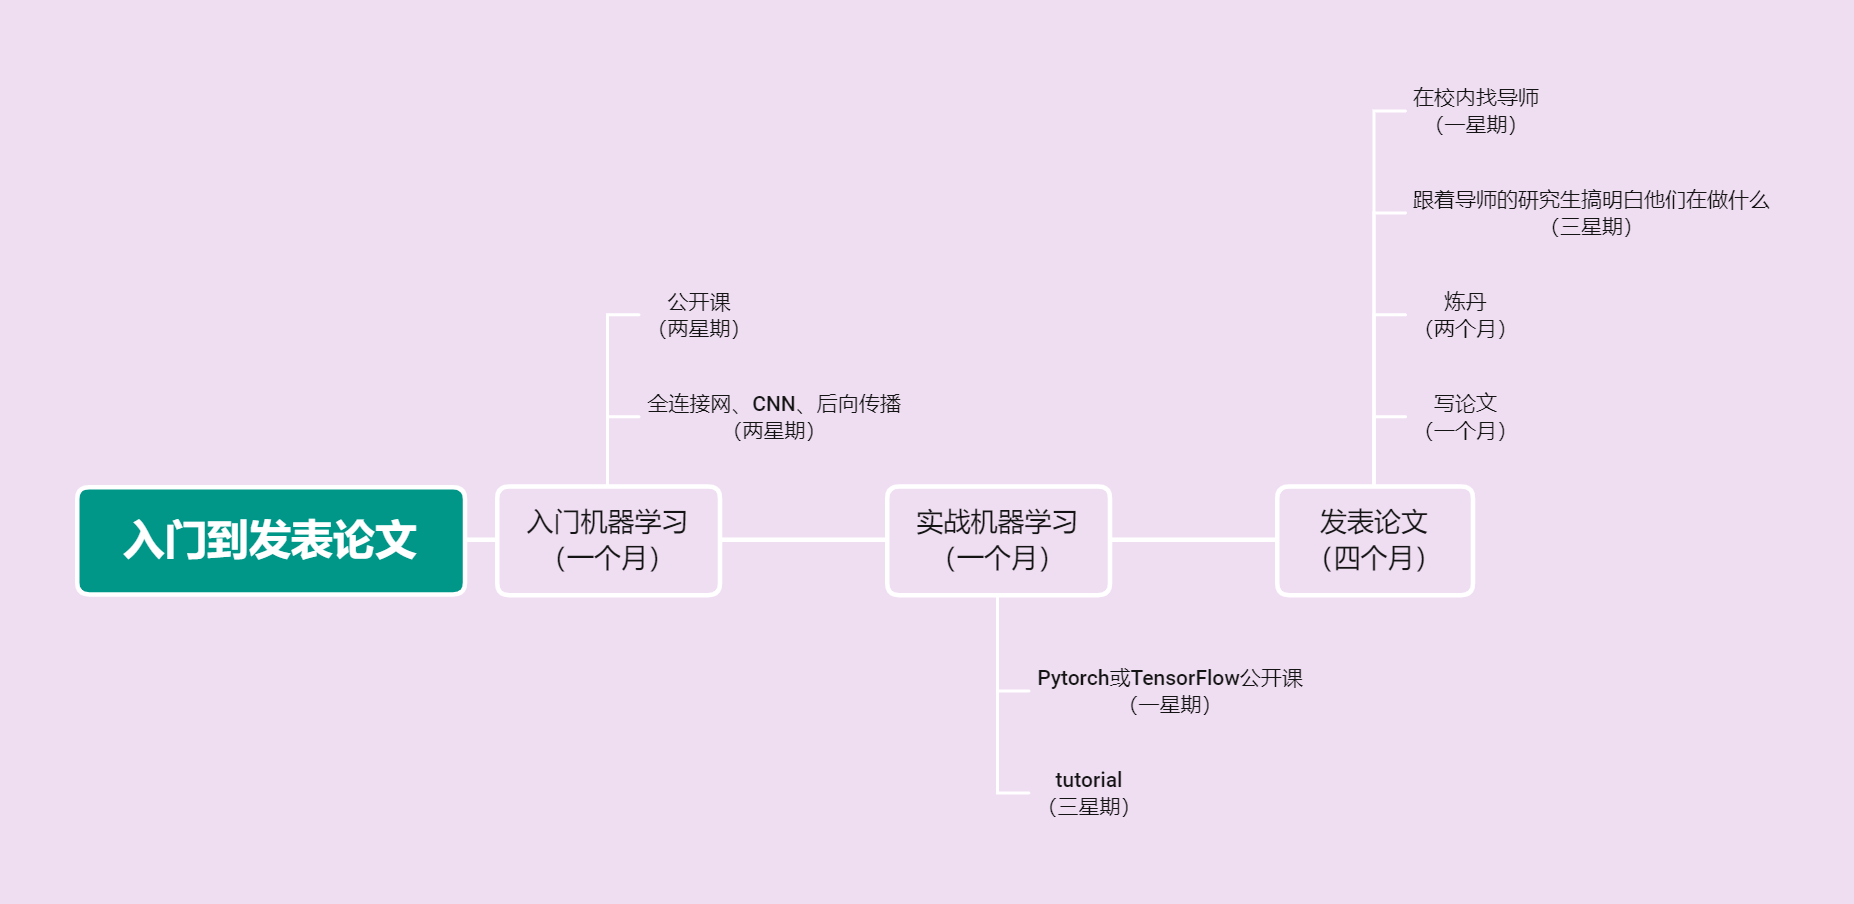 入门到发表论文
入门机器学习
（一个月）
公开课
（两星期）
全连接网、CNN、后向传播
（两星期）
实战机器学习
（一个月）
Pytorch或TensorFlow公开课
（一星期）
tutorial
（三星期）
发表论文
（四个月）
在校内找导师
（一星期）
跟着导师的研究生搞明白他们在做什么
（三星期）
炼丹
（两个月）
写论文
（一个月）